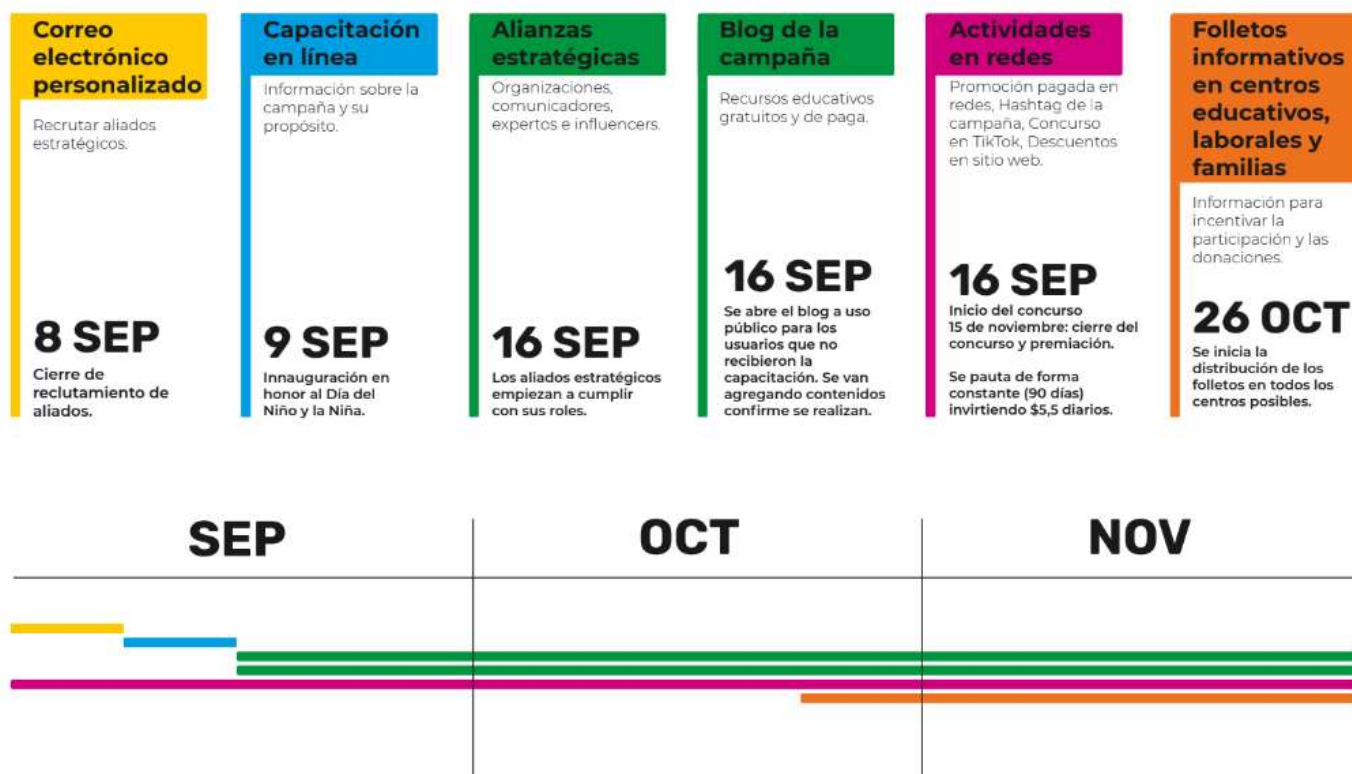 Correo
electrónico
personalizado
Recrutar aliados
estratégicos.
8 SEP
Cierre de
reclutamiento de
aliados.
Capacitación
en línea
Información sobre la
campaña y su
propósito.
9 SEP
Innauguración en
honor al Día del
Niño y la Niña.
Alianzas
estratégicas
Organizaciones,
comunicadores,
expertos e influencers.
16 SEP
Los aliados estratégicos
empiezan a cumplir
con sus roles.
Blog de la
campaña
Recursos educativos
gratuitos y de paga.
16 SEP
Se abre el blog a uso
público para los
usuarios que no
recibieron la
capacitación. Se van
agregando contenidos
confirme se realizan.
Actividades
en redes
Promoción pagada en
redes, Hashtag de la
campaña, Concurso
en TikTok, Descuentos
en sitio web.
16 SEP
Inicio del concurso
15 de noviembre: cierre del
concurso y premiación.
Se pauta de forma
constante (90 días)
invirtiendo $5,5 diarios.
Folletos
informativos
en centros
educativos,
laborales y
familias
Información para
incentivar la
participación y las
donaciones.
26 OCT
Se inicia la
distribución de los
folletos en todos los
centros posibles.
SEP
OCT
NOV